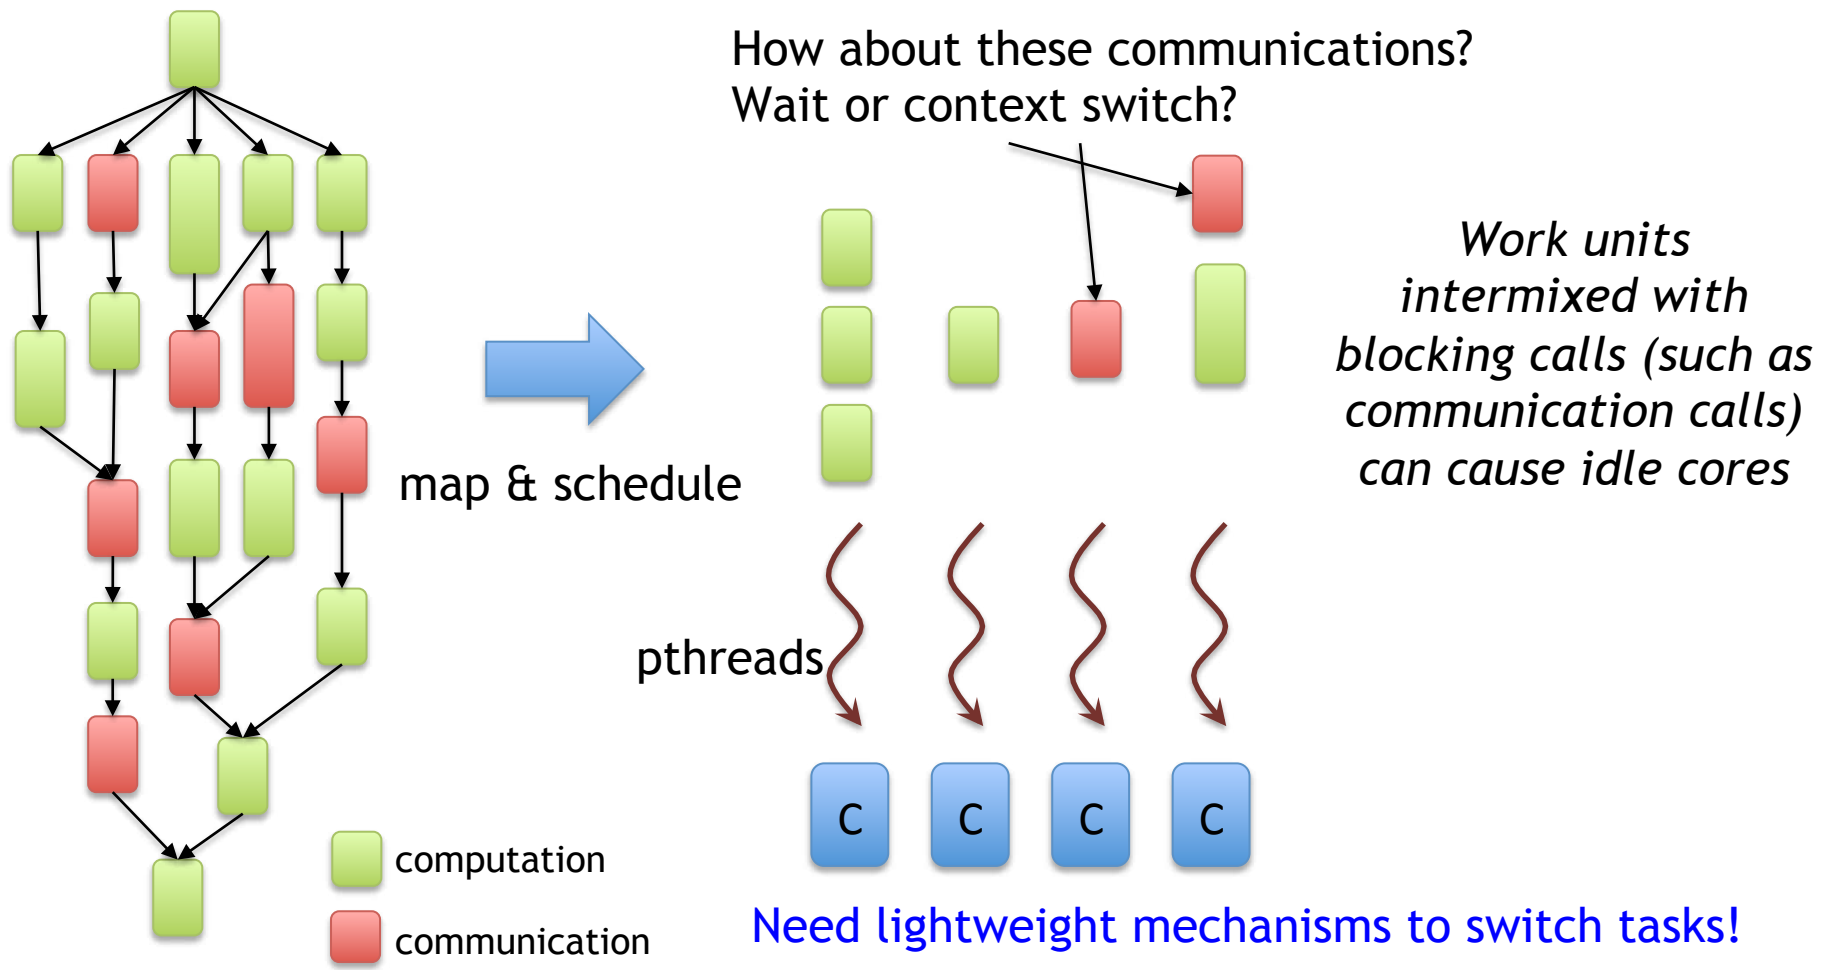 How about these communications?
Wait or context switch?
Work units
intermixed with
blocking calls (such as
communication calls)
can cause idle cores
map & schedule
pthreads
C C C C
computation
communication
Need lightweight mechanisms to switch tasks!